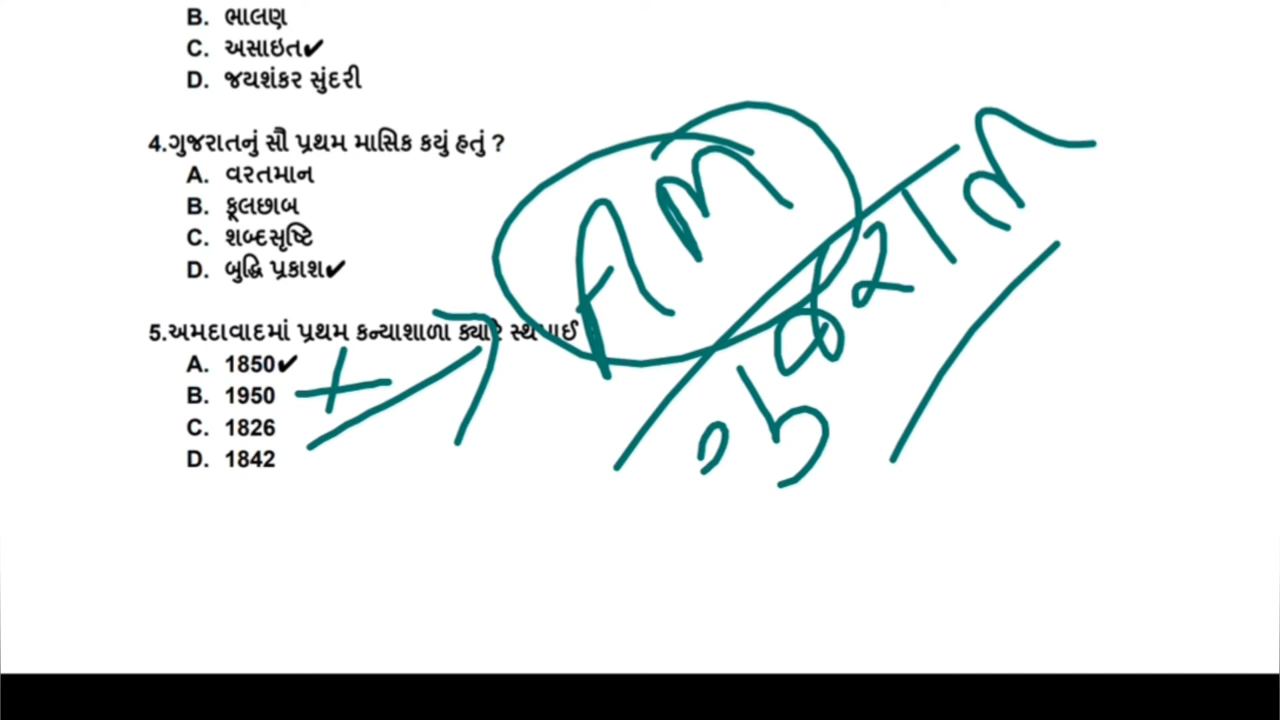 B. ભાલણ
C. અસાઇત✔
D. જયશંકર સુંદરી
4.ગુજરાતનું સૌ પ્રથમ માસિક કયું હતું ?
A. વરતમાન
B. ફૂલછાબ
C. શબ્દસૃષ્ટિ
D. બુદ્ધિ પ્રકાશ✔
5.અમદાવાદમાં પ્રથમ કન્યાશાળા ક્યારે સ્થપાઈ
A. 1850✔
B. 1950
C. 1826
D. 1842